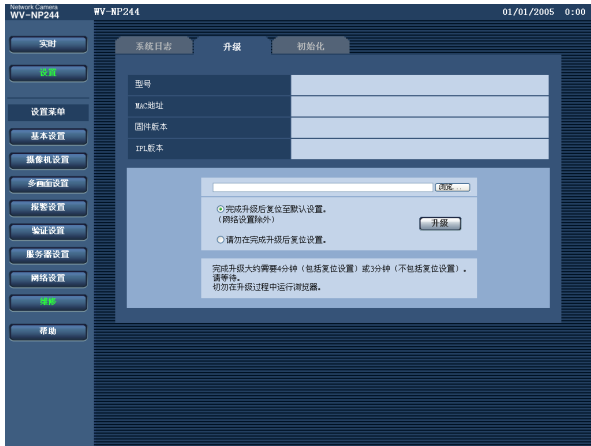 Network Camera
WV-NP244
WV-NP244
01/01/2005 0:00
实时
设置
设置菜单
基本设置
摄像机设置
多画面设置
报警设置
验证设置
服务器设置
网络设置
维修
帮助
系统日志
升级
初始化
型号
MAC地址
固件版本
IPL版本
浏览...
完成升级后复位至默认设置。
(网络设置除外)
升级
请勿在完成升级后复位设置。
完成升级大约需要4分钟(包括复位设置)或3分钟(不包括复位设置)。
请等待。
切勿在升级过程中运行浏览器。